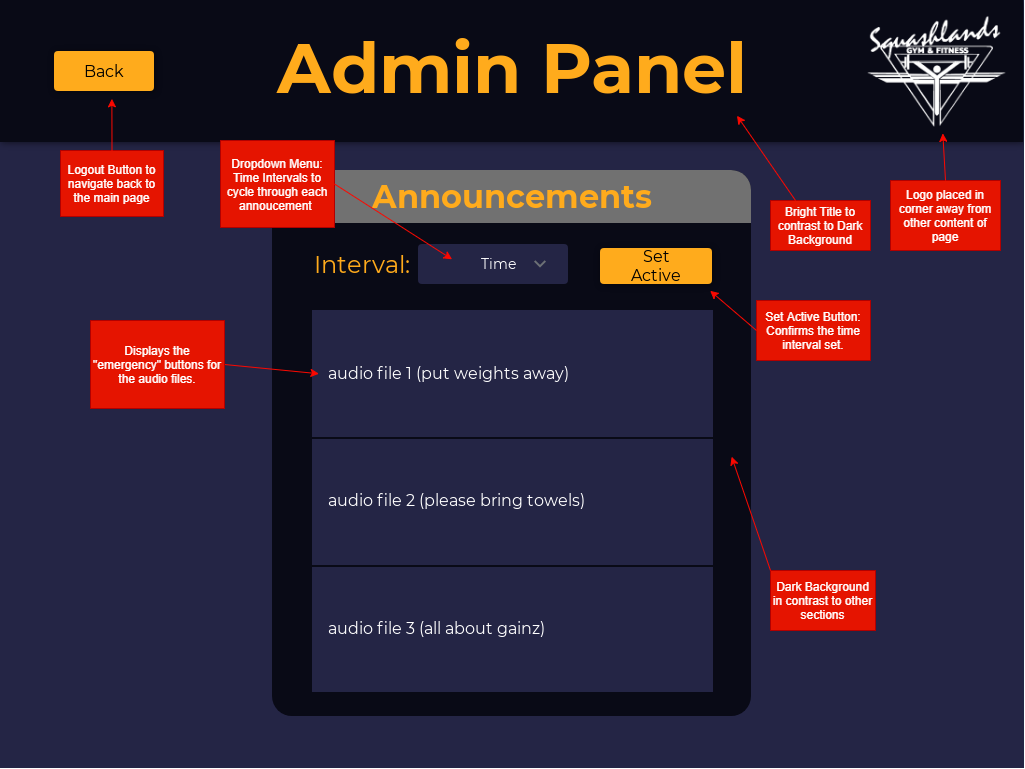 Back
Admin Panel
Squashlands
GYM & FITNESS
Logout Button to
navigate back to
the main page
Dropdown Menu:
Time Intervals to
cycle through each
annoucement
Bright Title to
contrast to Dark
Background
Logo placed in
corner away from
other content of
page
Announcements
Interval:
Time
Set
Active
Set Active Button:
Confirms the time
interval set.
Displays the
"emergency" buttons for
the audio files.
audio file 1 (put weights away)
audio file 2 (please bring towels)
Dark Background
in contrast to other
sections
audio file 3 (all about gainz)